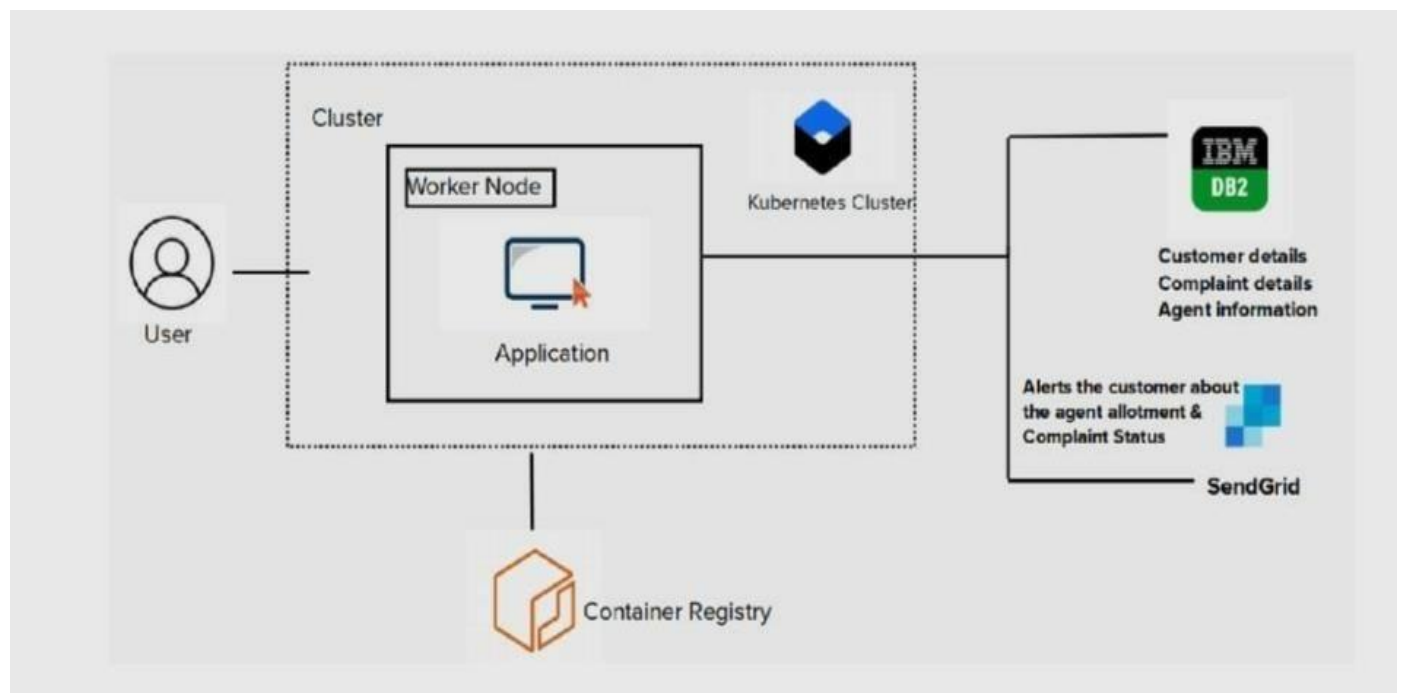 Cluster
Worker Node
Application
Kubernetes Cluster
User
IBM
DB2
Customer details
Complaint details
Agent information
Alerts the customer about
the agent allotment &
Complaint Status
SendGrid
Container Registry